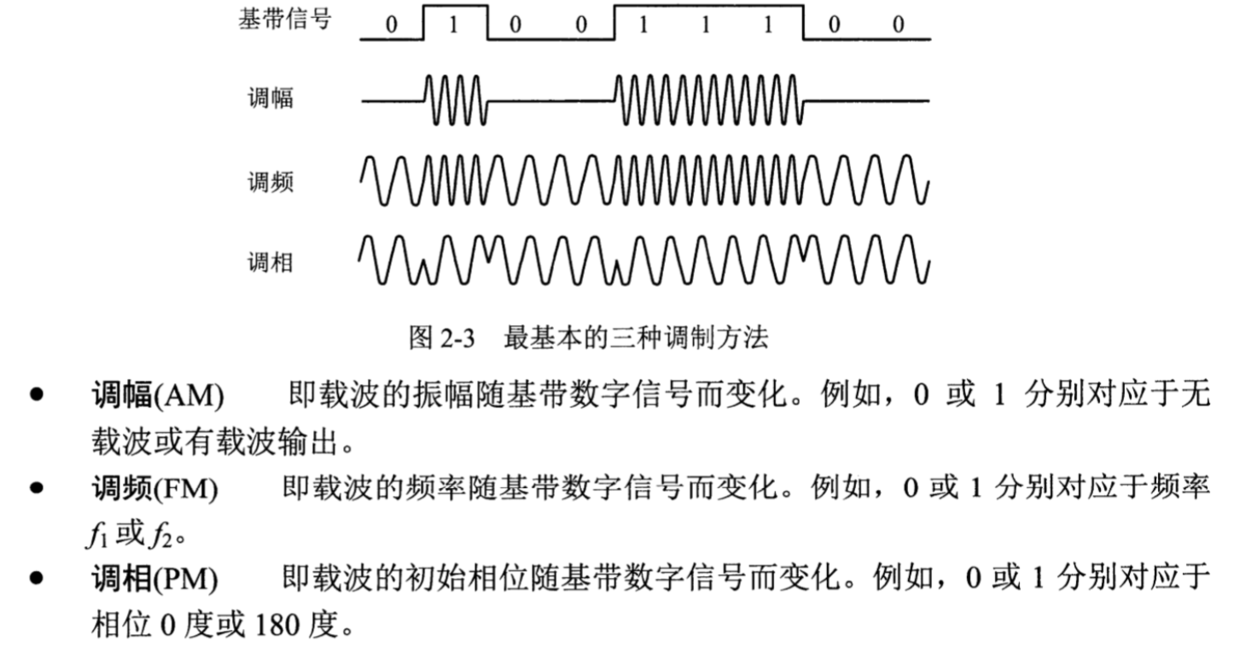 基带信号 0 1 0 0 1 1 1 0 0
调幅
调频
调相
图 2-3 最基本的三种调制方法
● 调幅(AM) 即载波的振幅随基带数字信号而变化。例如，0 或 1 分别对应于无
载波或有载波输出。
● 调频(FM) 即载波的频率随基带数字信号而变化。例如，0 或 1 分别对应于频率
f1 或 f2。
● 调相(PM) 即载波的初始相位随基带数字信号而变化。例如，0 或 1 分别对应于
相位 0 度或 180 度。